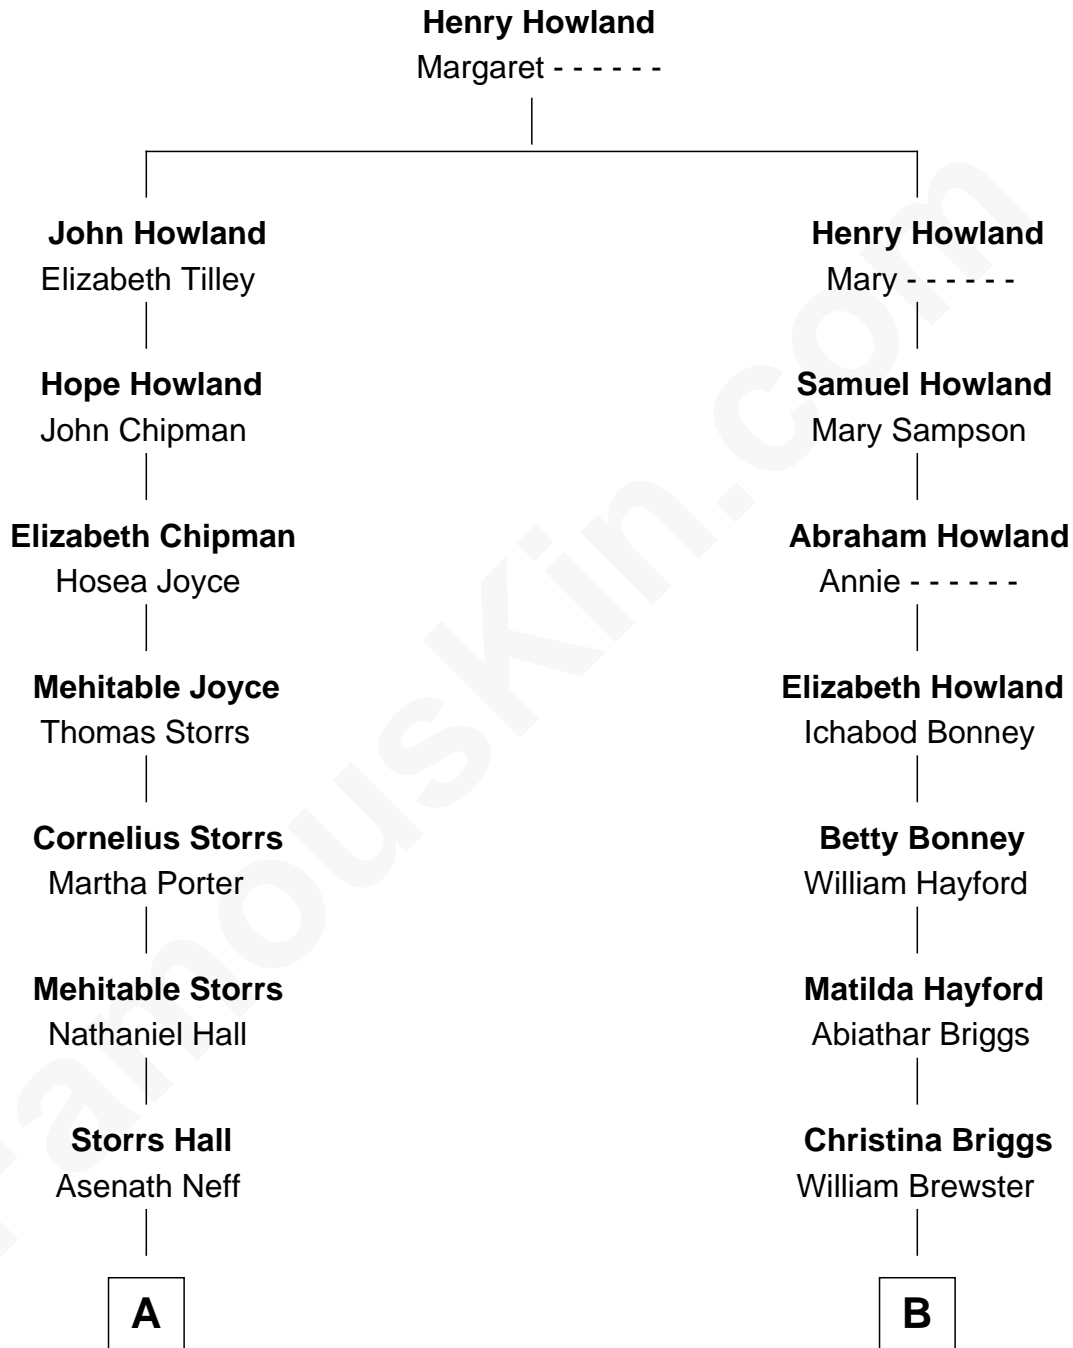 Henry Howland
Margaret - - - - - -
John Howland
Elizabeth Tilley
Henry Howland
Mary - - - - - -
Hope Howland
John Chipman
Samuel Howland
Mary Sampson
Elizabeth Chipman
Hosea Joyce
Abraham Howland
Annie - - - - - -
Mehitable Joyce
Thomas Storrs
Elizabeth Howland
Ichabod Bonney
Cornelius Storrs
Martha Porter
Betty Bonney
William Hayford
Mehitable Storrs
Nathaniel Hall
Matilda Hayford
Abiathar Briggs
Storrs Hall
Asenath Neff
Christina Briggs
William Brewster
A
B
FamousKin.com